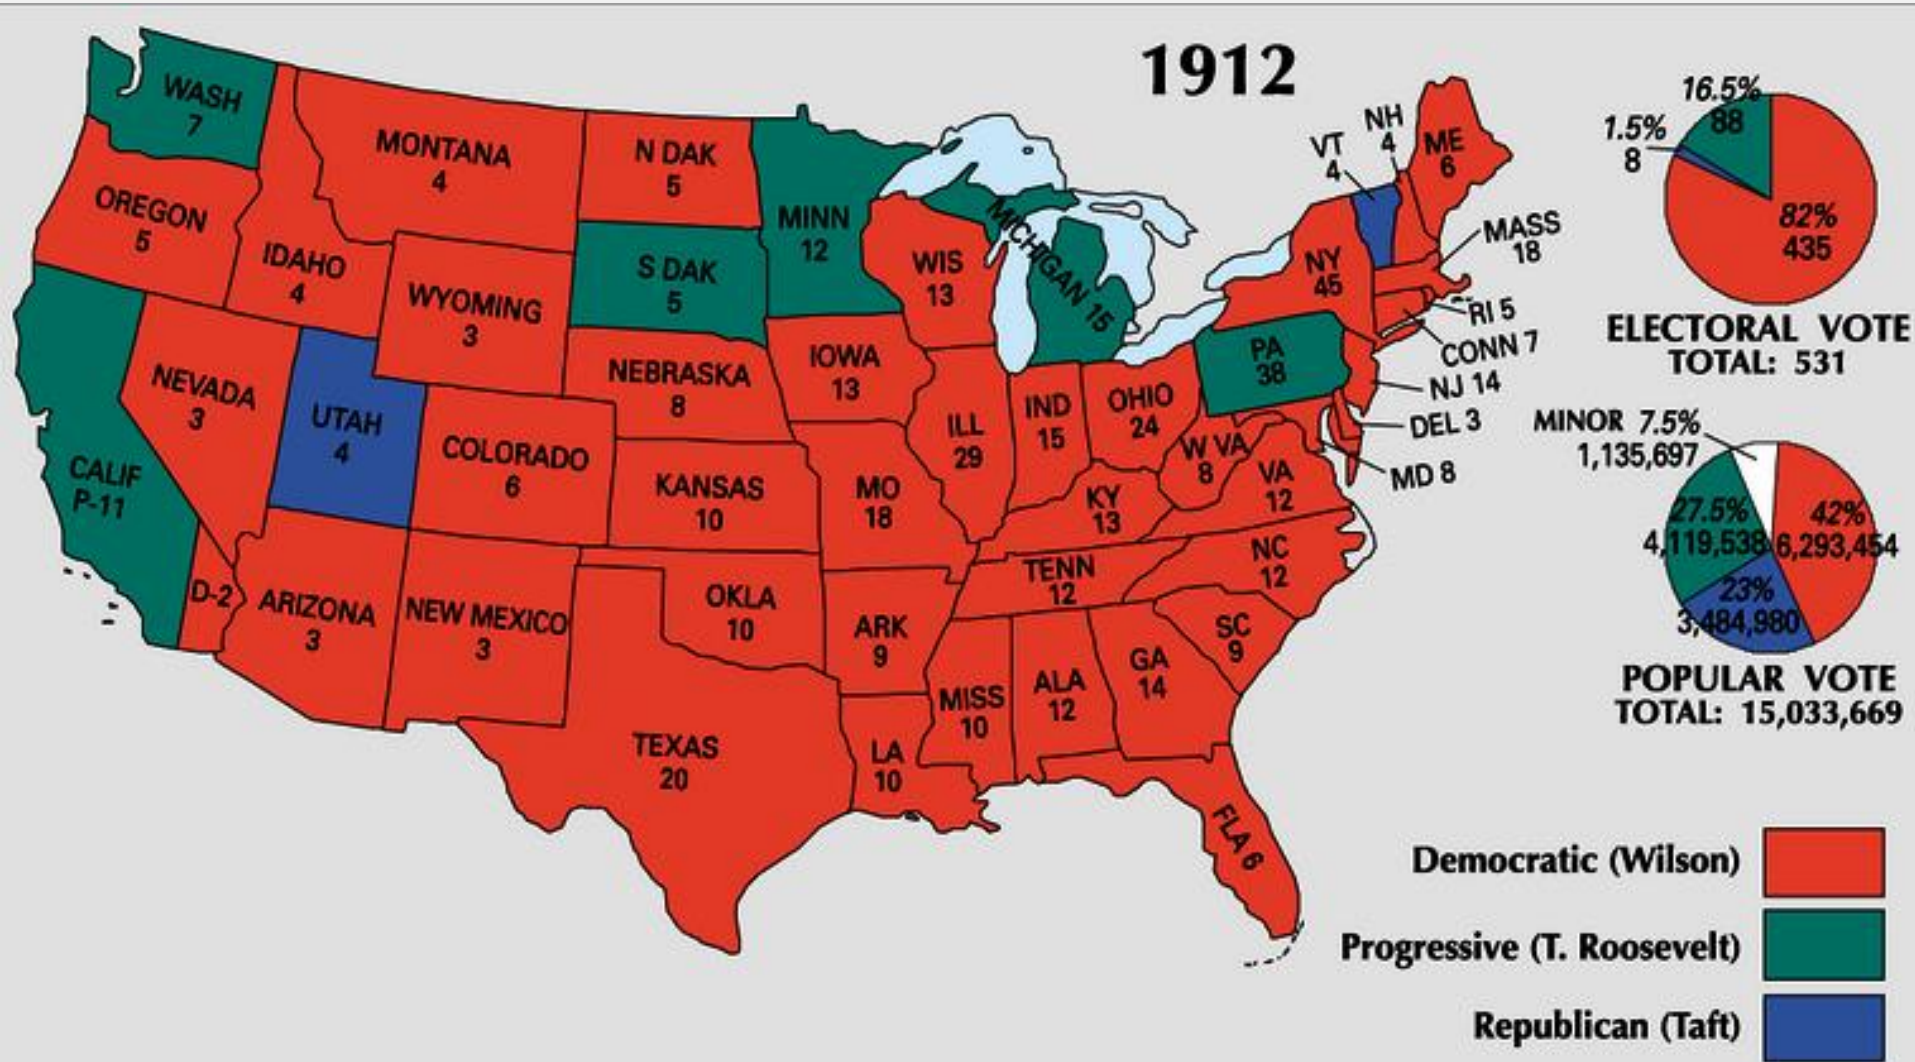 1912
WASH
7
OREGON
5
CALIF
P-11
D-2
NEVADA
3
IDAHO
4
MONTANA
4
WYOMING
3
UTAH
4
COLORADO
6
ARIZONA
3
NEW MEXICO
3
N DAK
5
S DAK
5
NEBRASKA
8
KANSAS
10
OKLA
10
TEXAS
20
MINN
12
IOWA
13
MO
18
ARK
9
LA
10
WIS
13
ILL
29
MICHIGAN 15
IND
15
OHIO
24
KY
13
TENN
12
MISS
10
ALA
12
GA
14
FLA 6
SC
9
NC
12
VA
12
W VA
8
PA
38
NY
45
VT
4
NH
4
ME
6
MASS
18
RI 5
CONN 7
NJ 14
DEL 3
MD 8
16.5%
88
1.5%
8
82%
435
ELECTORAL VOTE
TOTAL: 531
MINOR 7.5%
1,135,697
27.5%
4,119,538
42%
6,293,454
23%
3,484,980
POPULAR VOTE
TOTAL: 15,033,669
Democratic (Wilson)
Progressive (T. Roosevelt)
Republican (Taft)